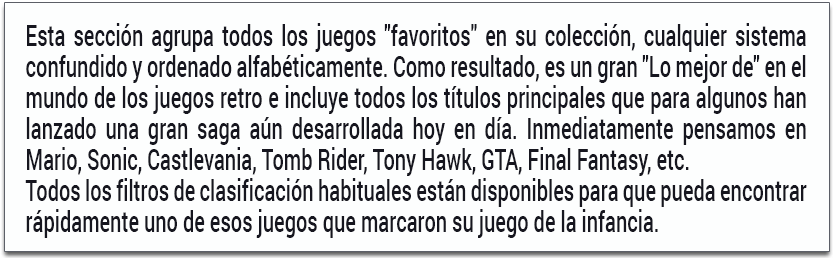 Esta sección agrupa todos los juegos "favoritos" en su colección, cualquier sistema
confundido y ordenado alfabéticamente. Como resultado, es un gran "Lo mejor de" en el
mundo de los juegos retro e incluye todos los títulos principales que para algunos han
lanzado una gran saga aún desarrollada hoy en día. Inmediatamente pensamos en
Mario, Sonic, Castlevania, Tomb Rider, Tony Hawk, GTA, Final Fantasy, etc.
Todos los filtros de clasificación habituales están disponibles para que pueda encontrar
rápidamente uno de esos juegos que marcaron su juego de la infancia.